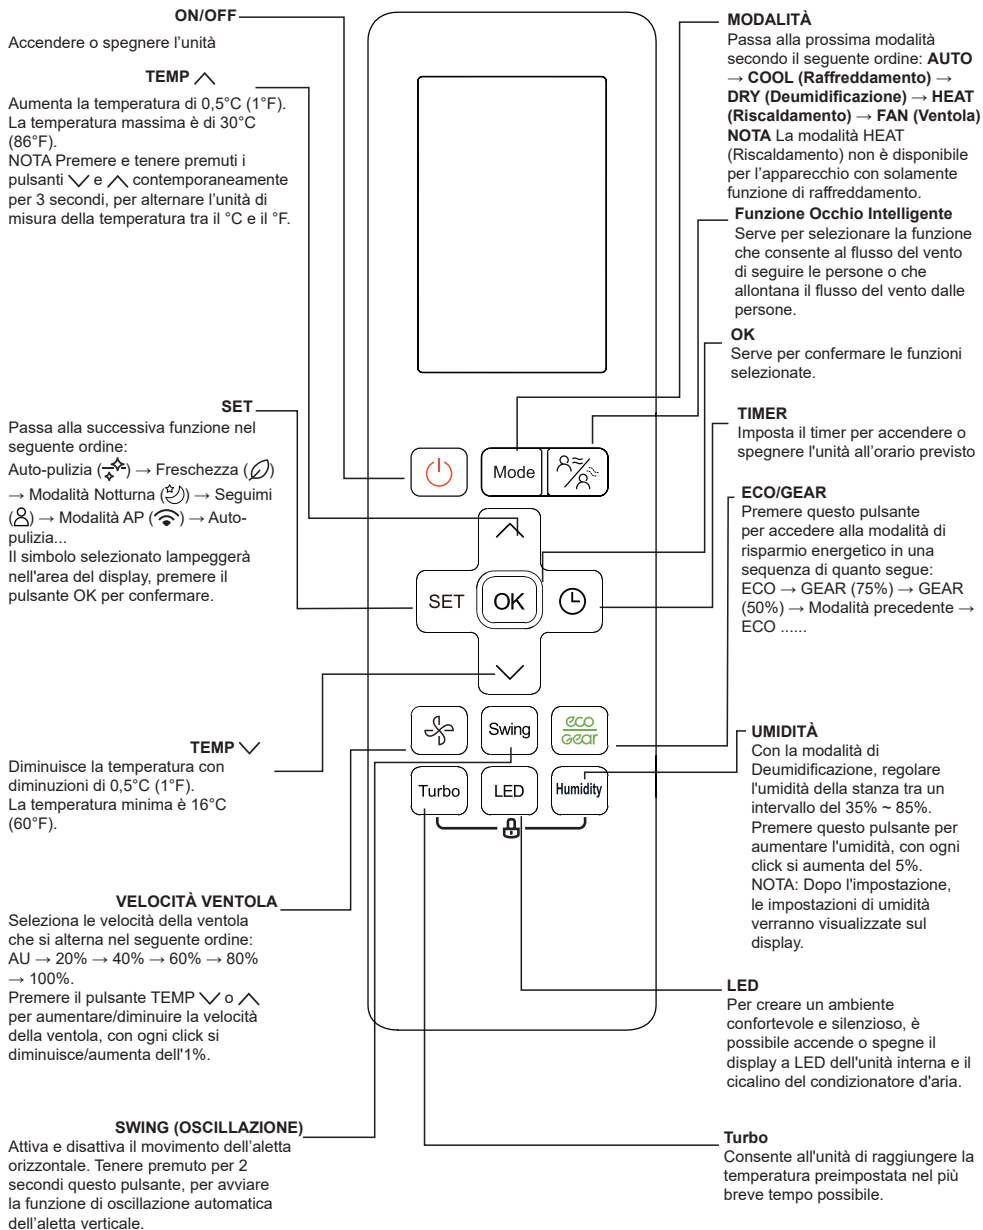 ON/OFF
Accendere o spegnere l’unità
TEMP
Aumenta la temperatura di 0,5°C (1°F).
La temperatura massima è di 30°C
(86°F).
NOTA Premere e tenere premuti i
pulsanti e contemporaneamente
per 3 secondi, per alternare l’unità di
misura della temperatura tra il °C e il °F.
SET
Passa alla successiva funzione nel
seguente ordine:
Auto-pulizia () → Freschezza ()
→ Modalità Notturna () → Seguimi
() → Modalità AP () → Auto-
pulizia...
Il simbolo selezionato lampeggerà
nell'area del display, premere il
pulsante OK per confermare.
TEMP
Diminuisce la temperatura con
diminuzioni di 0,5°C (1°F).
La temperatura minima è 16°C
(60°F).
VELOCITÀ VENTOLA
Seleziona le velocità della ventola
che si alterna nel seguente ordine:
AU → 20% → 40% → 60% → 80%
→ 100%.
Premere il pulsante TEMP o
per aumentare/diminuire la velocità
della ventola, con ogni click si
diminuisce/aumenta dell'1%.
SWING (OSCILLAZIONE)
Attiva e disattiva il movimento dell’aletta
orizzontale. Tenere premuto per 2
secondi questo pulsante, per avviare
la funzione di oscillazione automatica
dell’aletta verticale.
Mode
SET
OK
Swing
eco
Gear
Turbo
LED
Humidity
MODALITÀ
Passa alla prossima modalità
secondo il seguente ordine: AUTO
→ COOL (Raffreddamento) →
DRY (Deumidificazione) → HEAT
(Riscaldamento) → FAN (Ventola)
NOTA La modalità HEAT
(Riscaldamento) non è disponibile
per l’apparecchio con solamente
funzione di raffreddamento.
Funzione Occhio Intelligente
Serve per selezionare la funzione
che consente al flusso del vento
di seguire le persone o che
allontana il flusso del vento dalle
persone.
OK
Serve per confermare le funzioni
selezionate.
TIMER
Imposta il timer per accendere o
spegnere l'unità all’orario previsto
ECO/GEAR
Premere questo pulsante
per accedere alla modalità di
risparmio energetico in una
sequenza di quanto segue:
ECO → GEAR (75%) → GEAR
(50%) → Modalità precedente →
ECO ......
UMIDITÀ
Con la modalità di
Deumidificazione, regolare
l'umidità della stanza tra un
intervallo del 35% ~ 85%.
Premere questo pulsante per
aumentare l'umidità, con ogni
click si aumenta del 5%.
NOTA: Dopo l'impostazione,
le impostazioni di umidità
verranno visualizzate sul
display.
LED
Per creare un ambiente
confortevole e silenzioso, è
possibile accende o spegne il
display a LED dell'unità interna e il
cicalino del condizionatore d'aria.
Turbo
Consente all'unità di raggiungere la
temperatura preimpostata nel più
breve tempo possibile.